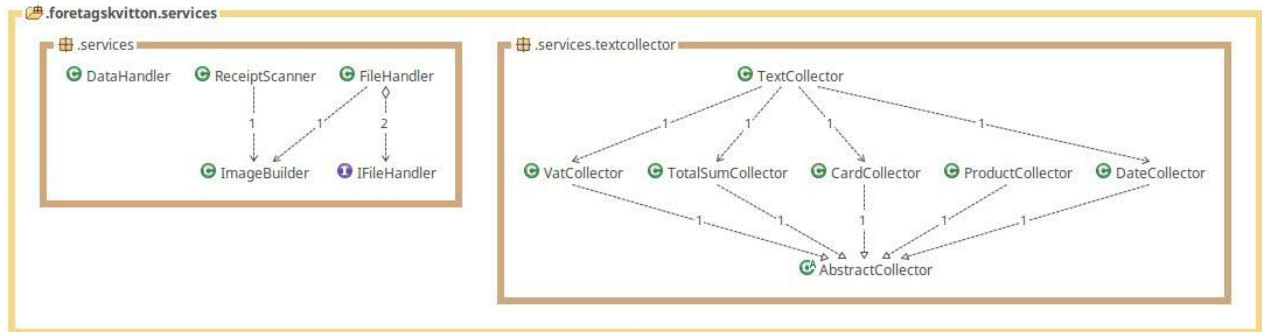 .foretagskvitton.services
.services
DataHandler ReceiptScanner FileHandler
1 1 2
ImageBuilder IFileHandler
.services.textcollector
TextCollector
1 1 1 1
VatCollector TotalSumCollector CardCollector ProductCollector DateCollector
1 1 1 1 1
AbstractCollector